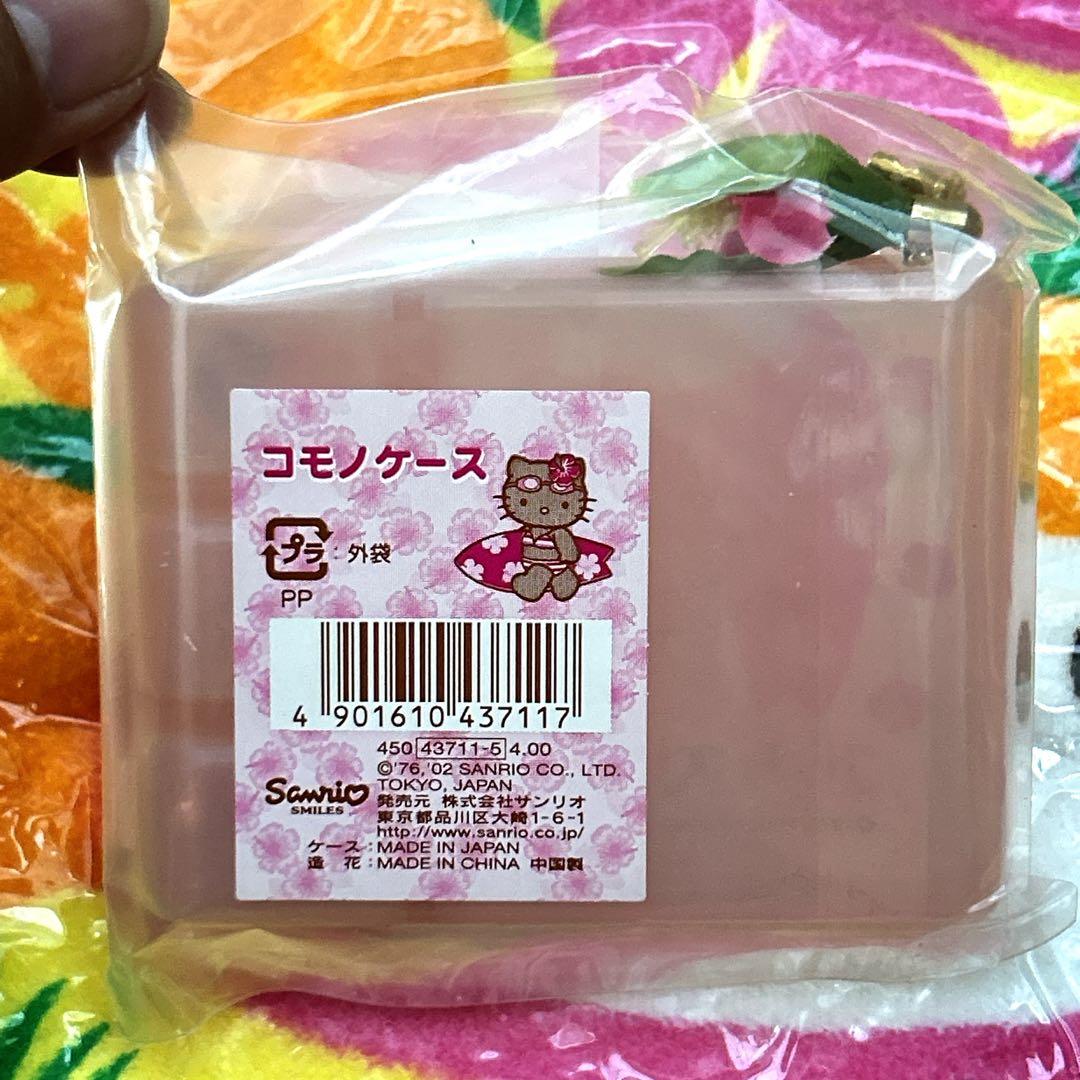 コモノケース
プラ : 外袋
PP
4 901610 437117
450 43711-5 4.00
©'76,'02 SANRIO CO., LTD.
TOKYO, JAPAN
Sanrio
SMILES
発売元 株式会社サンリオ
東京都品川区大崎1-6-1
http://www.sanrio.co.jp/
ケース : MADE IN JAPAN
造 花 : MADE IN CHINA 中国製